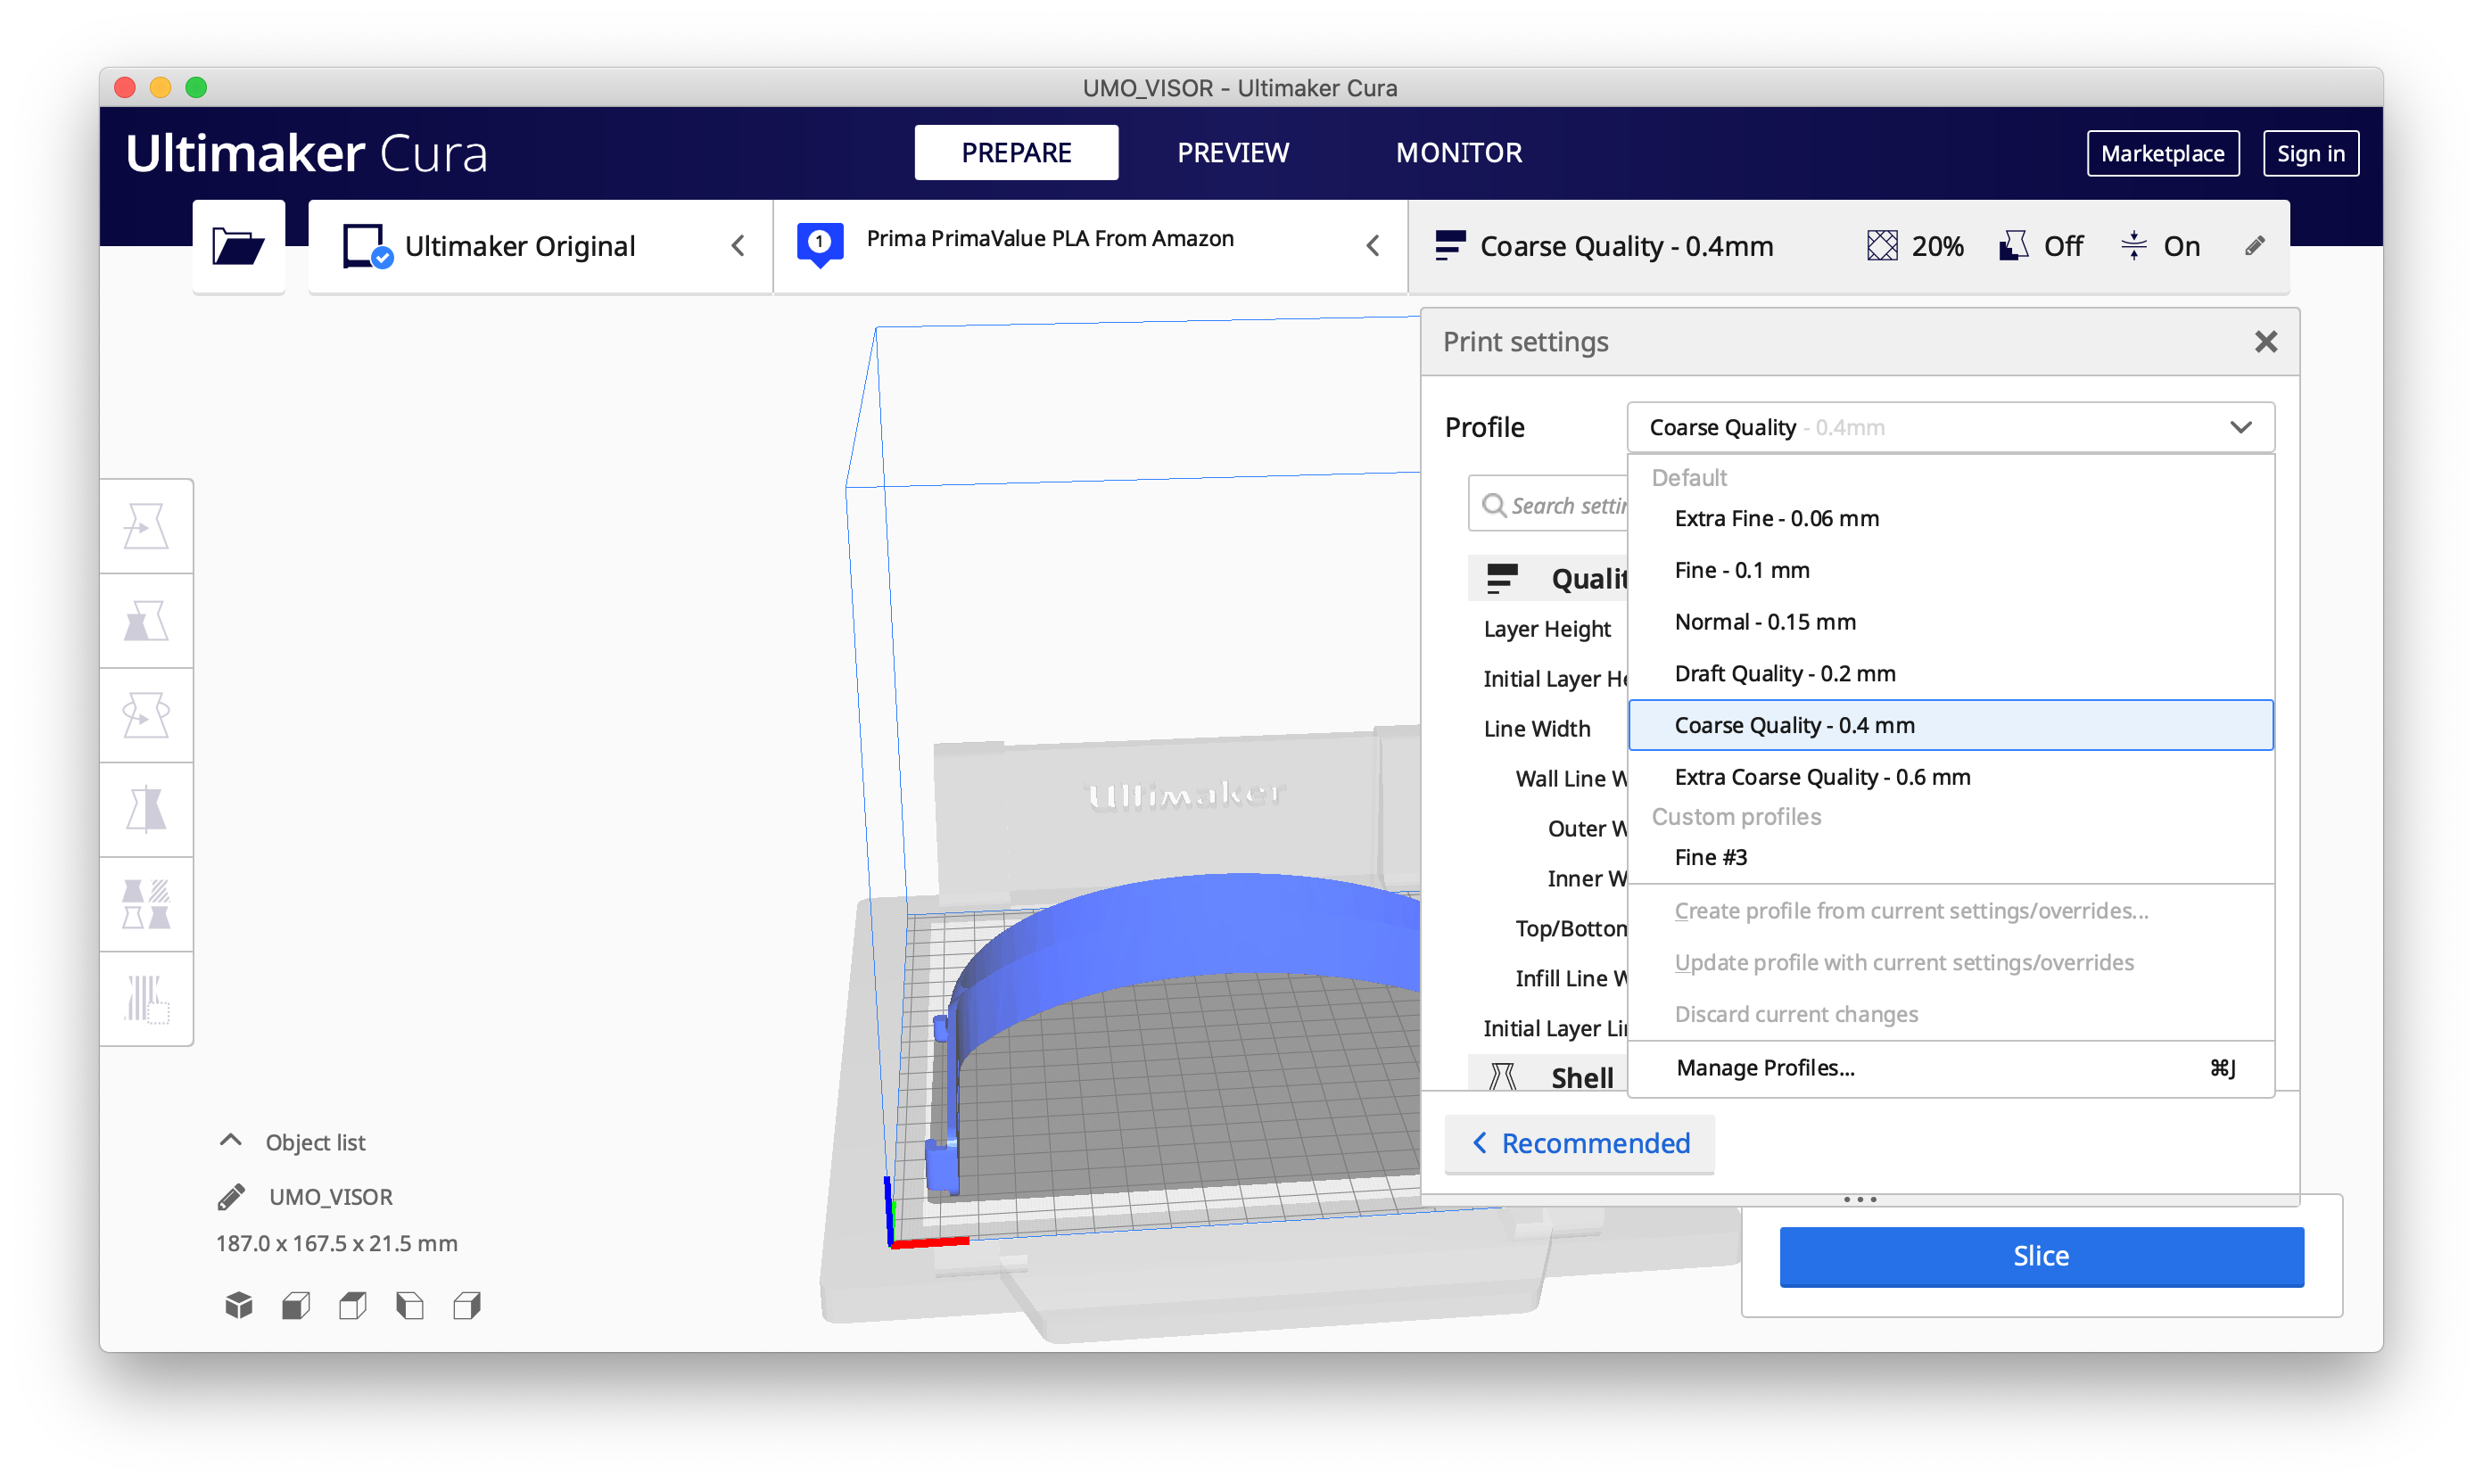 UMO_VISOR - Ultimaker Cura
Ultimaker Cura
PREPARE
PREVIEW
MONITOR
Marketplace
Sign in
Ultimaker Original
1
Prima PrimaValue PLA From Amazon
Coarse Quality - 0.4mm
20%
Off
On
Print settings
Profile
Coarse Quality - 0.4mm
Default
Extra Fine - 0.06 mm
Fine - 0.1 mm
Normal - 0.15 mm
Draft Quality - 0.2 mm
Coarse Quality - 0.4 mm
Extra Coarse Quality - 0.6 mm
Custom profiles
Fine #3
Create profile from current settings/overrides...
Update profile with current settings/overrides
Discard current changes
Manage Profiles...
⌘J
Search settin
Qualit
Layer Height
Initial Layer He
Line Width
Wall Line W
Outer W
Inner W
Top/Bottom
Infill Line W
Initial Layer Lin
Shell
Recommended
Ultimaker
Object list
UMO_VISOR
187.0 x 167.5 x 21.5 mm
Slice